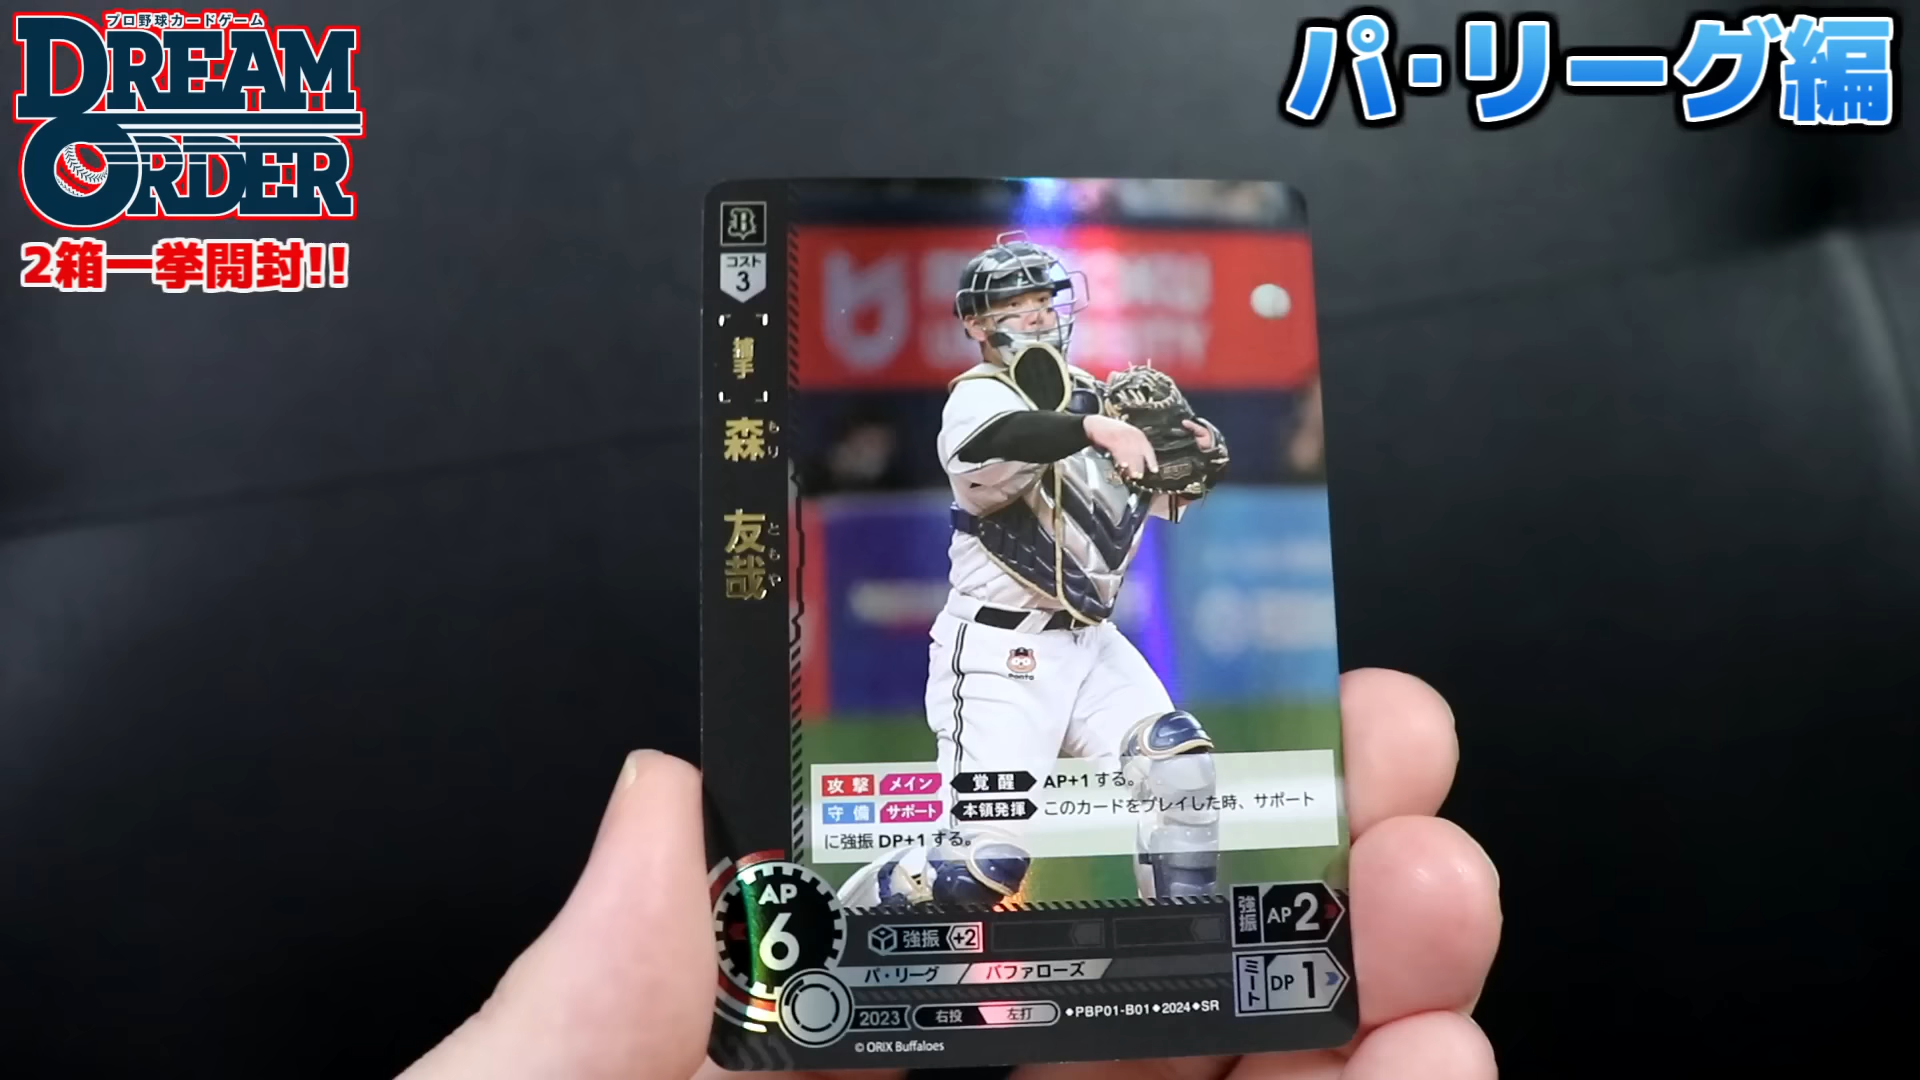 プロ野球カードゲーム
DREAM
ORDER
2箱一挙開封!!
パ・リーグ編
B
コスト
3
捕手
森 友哉
もり ともや
Ponta
攻撃 メイン 覚醒 AP+1する。
守備 サポート 本領発揮 このカードをプレイした時、サポート
に強振DP+1する。
AP
6
強振 +2
強振 AP 2
パ・リーグ バファローズ
ミート DP 1
2023 右投 左打 ◆PBP01-B01◆2024◆SR
© ORIX Buffaloes